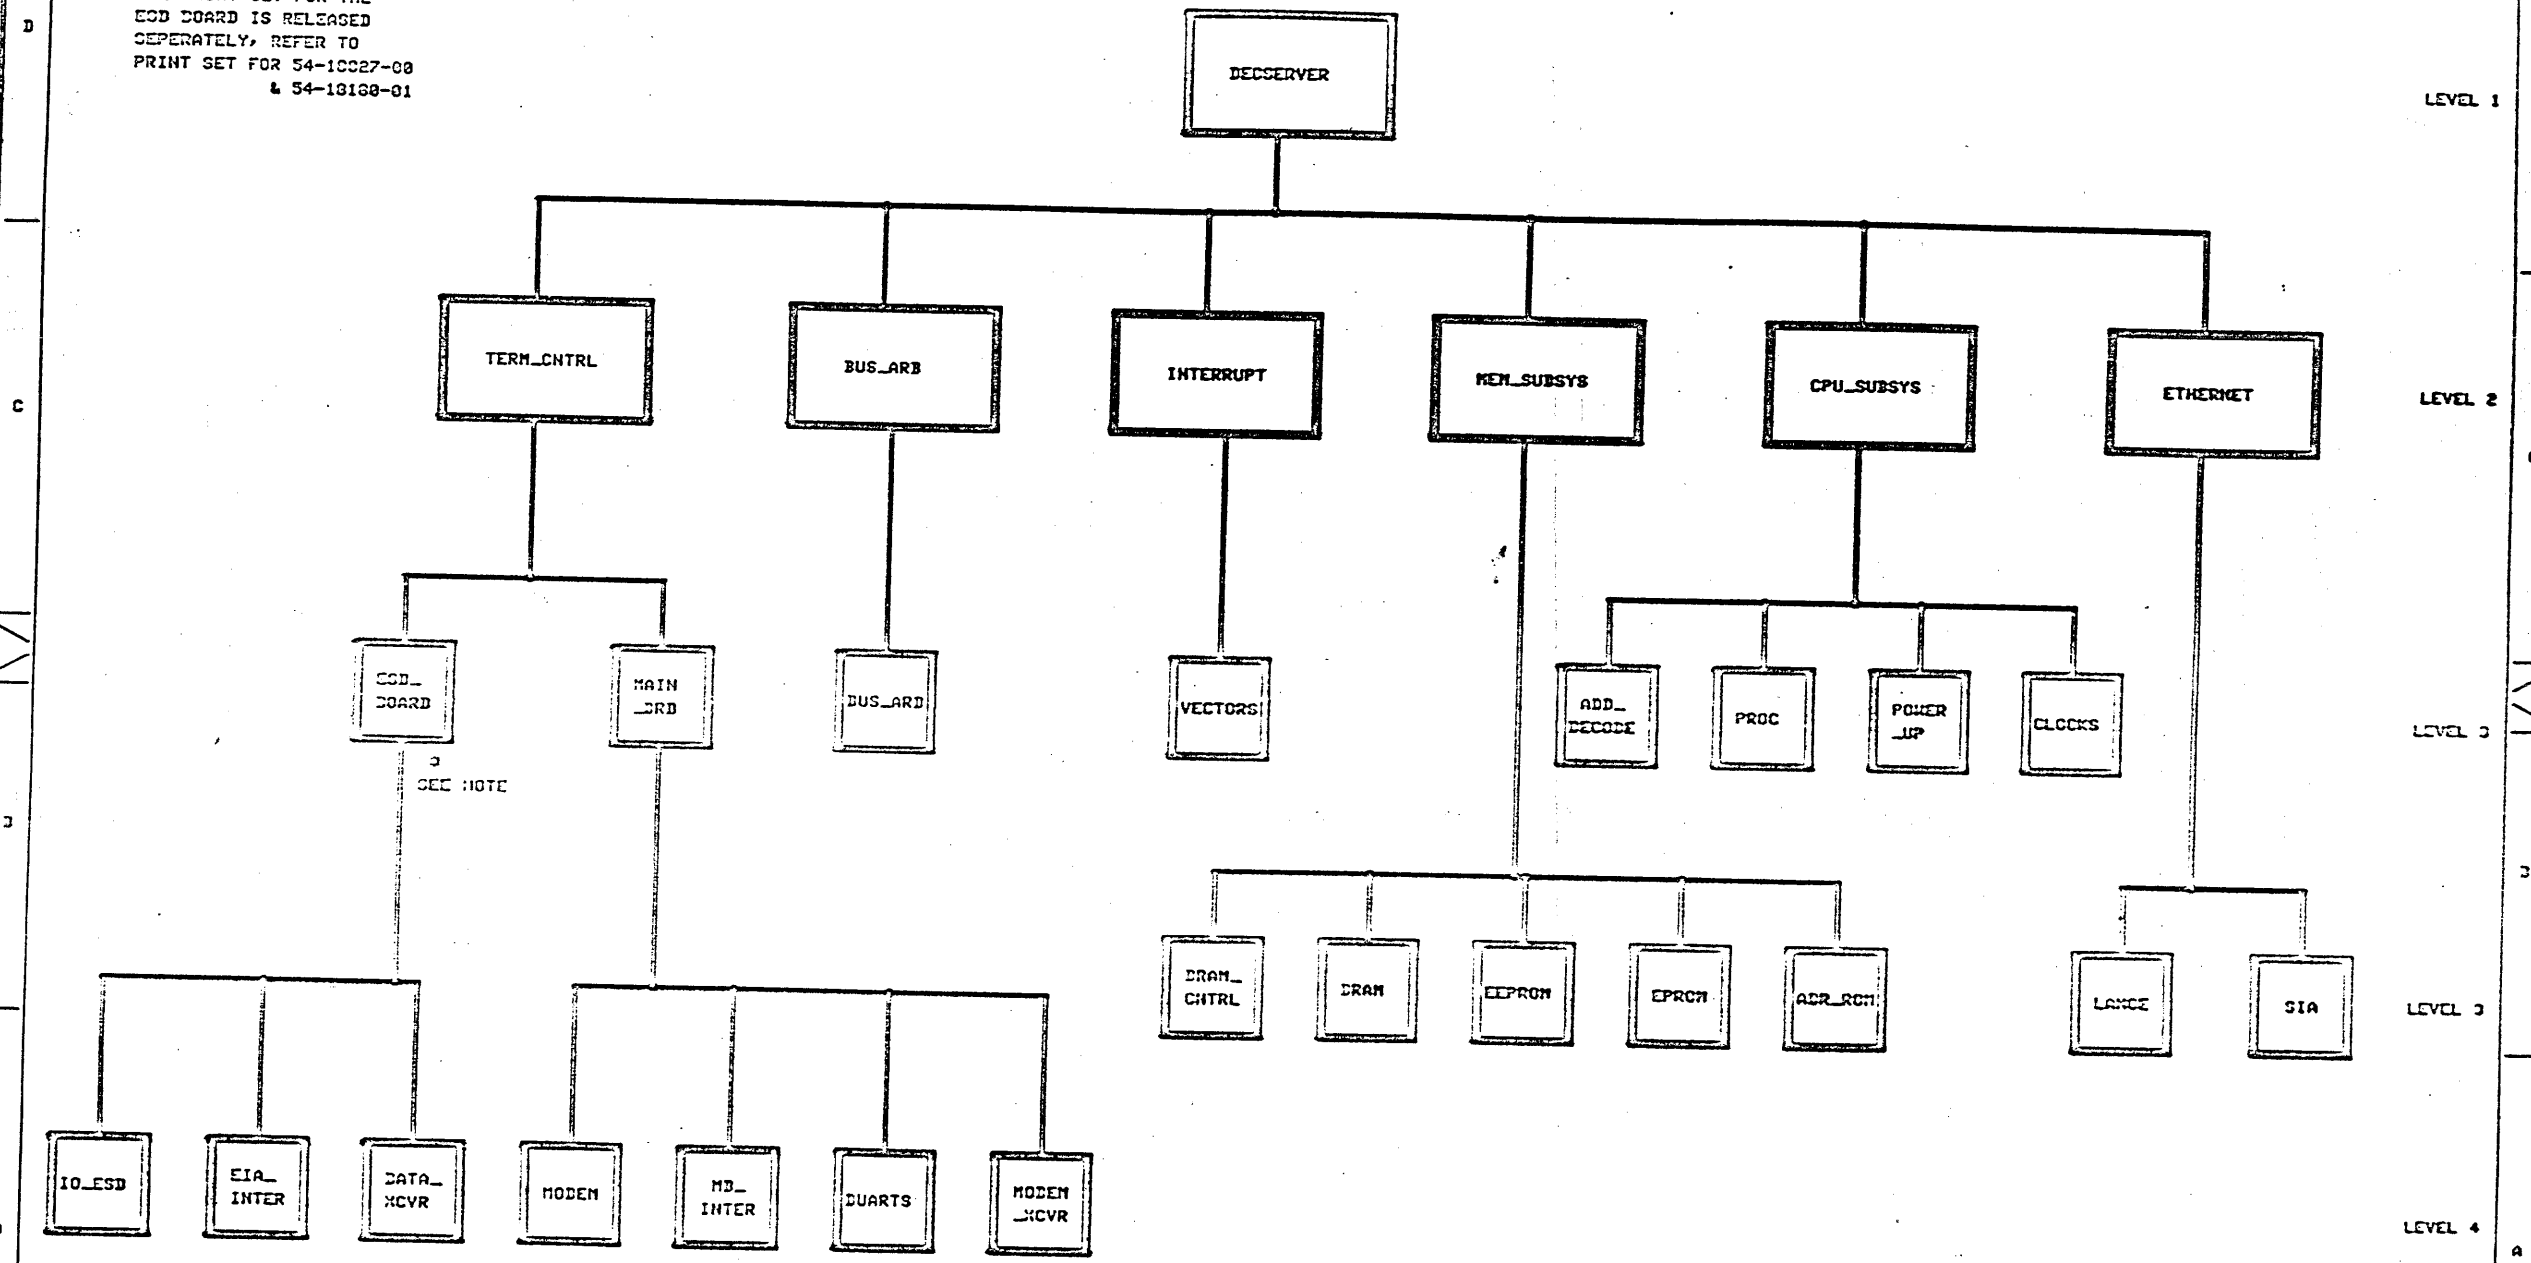 D
ESD BOARD IS RELEASED
SEPERATELY, REFER TO
PRINT SET FOR
&
DECSERVER
LEVEL 1
TERM_CNTRL
BUS_ARB
INTERRUPT
MEM_SUBSYS
CPU_SUBSYS
ETHERNET
C
LEVEL 2
ESD_
BOARD
MAIN
_BRD
BUS_ARB
VECTORS
ADD_
DECODE
PROC
POWER
_UP
CLOCKS
LEVEL 3
SEE NOTE
DRAM_
CNTRL
DRAM
EEPROM
EPROM
ADR_ROM
LANCE
SIA
LEVEL 3
IO_ESD
EIA_
INTER
DATA_
XCVR
MODEM
MB_
INTER
DUARTS
MODEM
_XCVR
LEVEL 4
A